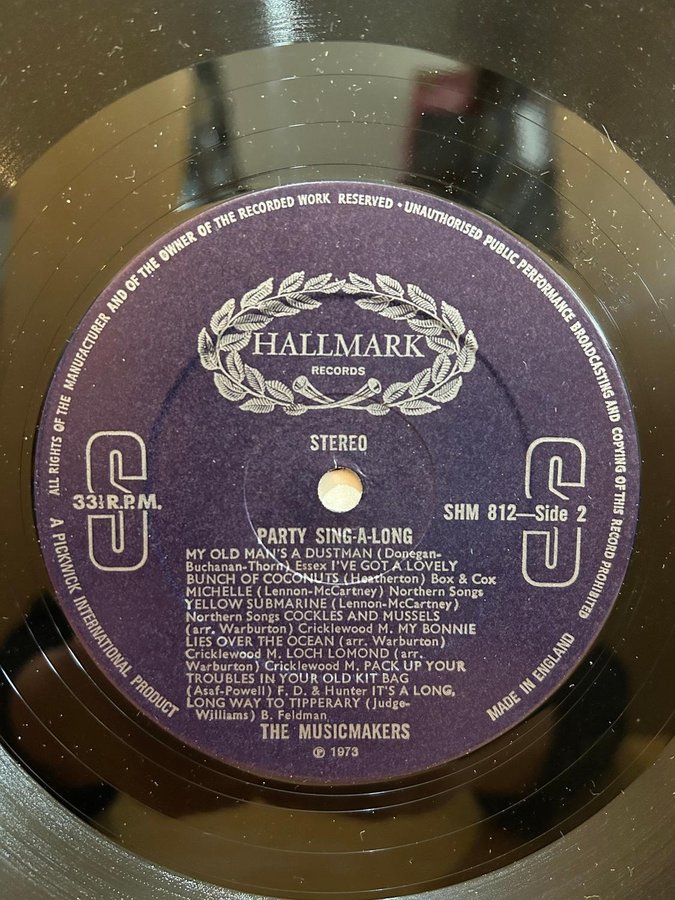 ALL RIGHTS OF THE MANUFACTURER AND OF THE OWNER OF THE RECORDED WORK RESERVED • UNAUTHORISED PUBLIC PERFORMANCE BROADCASTING AND COPYING OF THIS RECORD PROHIBITED
HALLMARK
RECORDS
STEREO
S
S
33⅓ R.P.M.
SHM 812—Side 2
PARTY SING-A-LONG
MY OLD MAN'S A DUSTMAN (Donegan-
Buchanan-Thorn) Essex I'VE GOT A LOVELY
BUNCH OF COCONUTS (Heatherton) Box & Cox
MICHELLE (Lennon-McCartney) Northern Songs
YELLOW SUBMARINE (Lennon-McCartney)
Northern Songs COCKLES AND MUSSELS
(arr. Warburton) Cricklewood M. MY BONNIE
LIES OVER THE OCEAN (arr. Warburton)
Cricklewood M. LOCH LOMOND (arr.
Warburton) Cricklewood M. PACK UP YOUR
TROUBLES IN YOUR OLD KIT BAG
(Asaf-Powell) F. D. & Hunter IT'S A LONG,
LONG WAY TO TIPPERARY (Judge-
Williams) B. Feldman
THE MUSICMAKERS
℗ 1973
A PICKWICK INTERNATIONAL PRODUCT
MADE IN ENGLAND